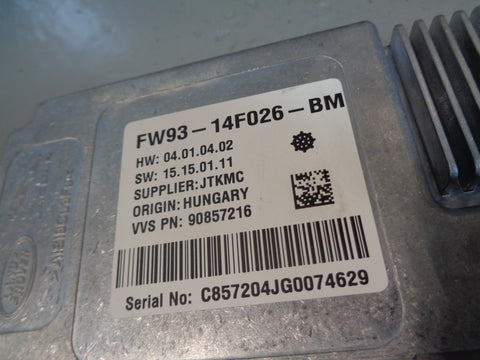 FW93-14F026-BM
HW: 04.01.04.02
SW: 15.15.01.11
SUPPLIER: JTKMC
ORIGIN: HUNGARY
VVS PN: 90857216
Serial No: C857204JG0074629